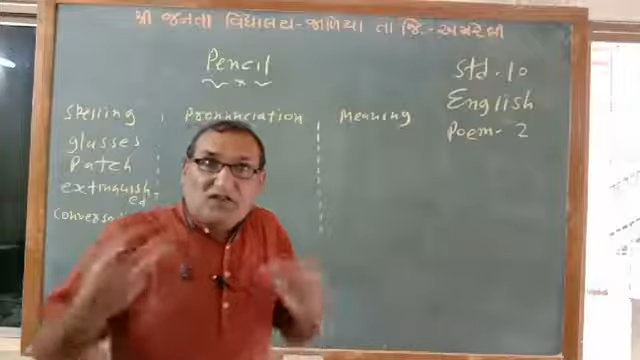 શ્રી જનતા વિદ્યાલય-જાળિયા તા જિ.-અમરેલી
Pencil
Std. 10
English
Poem-2
Spelling Pronunciation Meaning
glasses
Patch
extinguish
ed